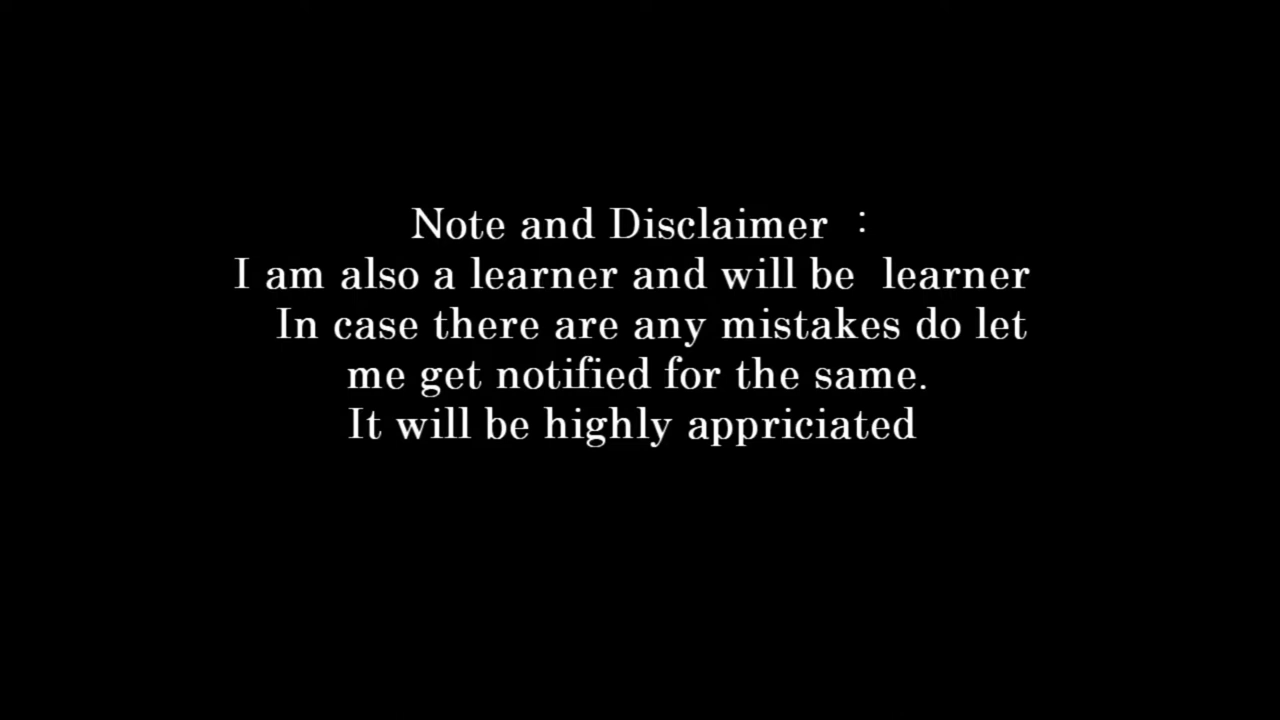 Note and Disclaimer :
I am also a learner and will be learner
In case there are any mistakes do let
me get notified for the same.
It will be highly appriciated